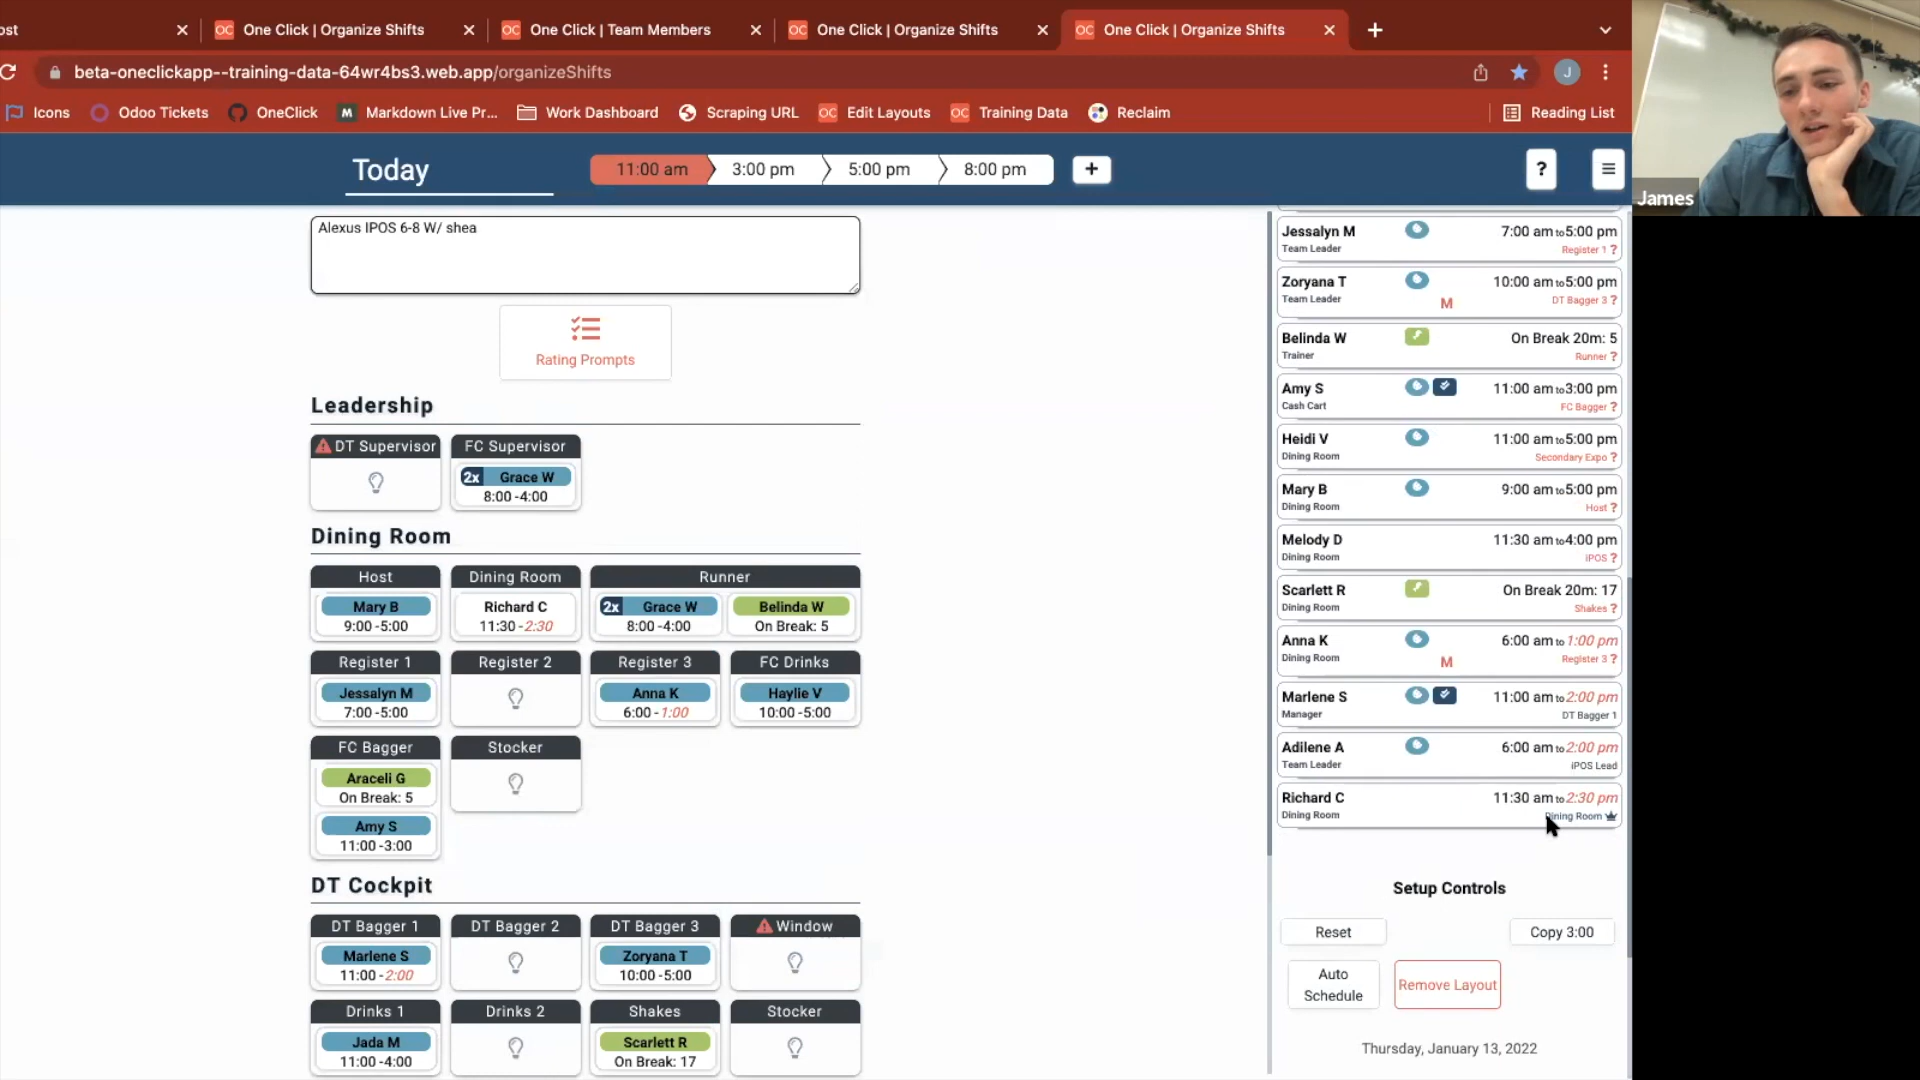 ost
One Click | Organize Shifts
One Click | Team Members
One Click | Organize Shifts
One Click | Organize Shifts
beta-oneclickapp--training-data-64wr4bs3.web.app/organizeShifts
J
Icons
Odoo Tickets
OneClick
M Markdown Live Pr...
Work Dashboard
Scraping URL
OC Edit Layouts
OC Training Data
Reclaim
Reading List
Today
11:00 am
3:00 pm
5:00 pm
8:00 pm
+
?
James
Alexus IPOS 6-8 W/ shea
Rating Prompts
Leadership
DT Supervisor
FC Supervisor
2x Grace W
8:00 -4:00
Dining Room
Host
Mary B
9:00 -5:00
Dining Room
Richard C
11:30 -2:30
Runner
2x Grace W
8:00 -4:00
Belinda W
On Break: 5
Register 1
Jessalyn M
7:00 -5:00
Register 2
Register 3
Anna K
6:00 -1:00
FC Drinks
Haylie V
10:00 -5:00
FC Bagger
Araceli G
On Break: 5
Amy S
11:00 -3:00
Stocker
DT Cockpit
DT Bagger 1
Marlene S
11:00 -2:00
DT Bagger 2
DT Bagger 3
Zoryana T
10:00 -5:00
Window
Drinks 1
Jada M
11:00 -4:00
Drinks 2
Shakes
Scarlett R
On Break: 17
Stocker
Jessalyn M 7:00 am to 5:00 pm
Team Leader Register 1 ?
Zoryana T 10:00 am to 5:00 pm
Team Leader M DT Bagger 3 ?
Belinda W On Break 20m: 5
Trainer Runner ?
Amy S 11:00 am to 3:00 pm
Cash Cart FC Bagger ?
Heidi V 11:00 am to 5:00 pm
Dining Room Secondary Expo ?
Mary B 9:00 am to 5:00 pm
Dining Room Host ?
Melody D 11:30 am to 4:00 pm
Dining Room iPOS ?
Scarlett R On Break 20m: 17
Dining Room Shakes ?
Anna K 6:00 am to 1:00 pm
Dining Room M Register 3 ?
Marlene S 11:00 am to 2:00 pm
Manager DT Bagger 1
Adilene A 6:00 am to 2:00 pm
Team Leader iPOS Lead
Richard C 11:30 am to 2:30 pm
Dining Room Dining Room
Setup Controls
Reset
Copy 3:00
Auto
Schedule
Remove Layout
Thursday, January 13, 2022